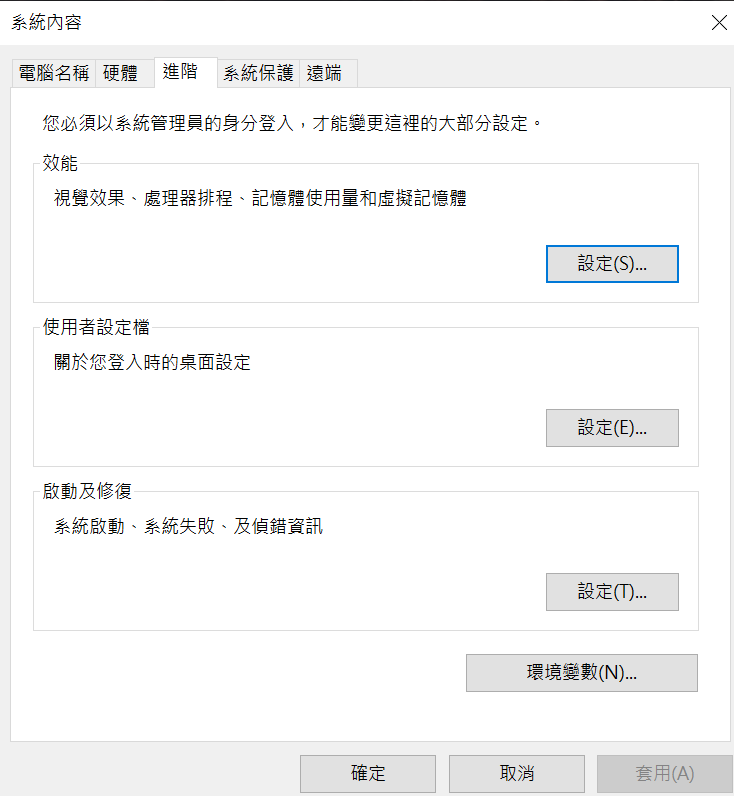 系統內容
電腦名稱 硬體 進階 系統保護 遠端
您必須以系統管理員的身分登入，才能變更這裡的大部分設定。
效能
視覺效果、處理器排程、記憶體使用量和虛擬記憶體
設定(S)...
使用者設定檔
關於您登入時的桌面設定
設定(E)...
啟動及修復
系統啟動、系統失敗、及偵錯資訊
設定(T)...
環境變數(N)...
確定 取消 套用(A)